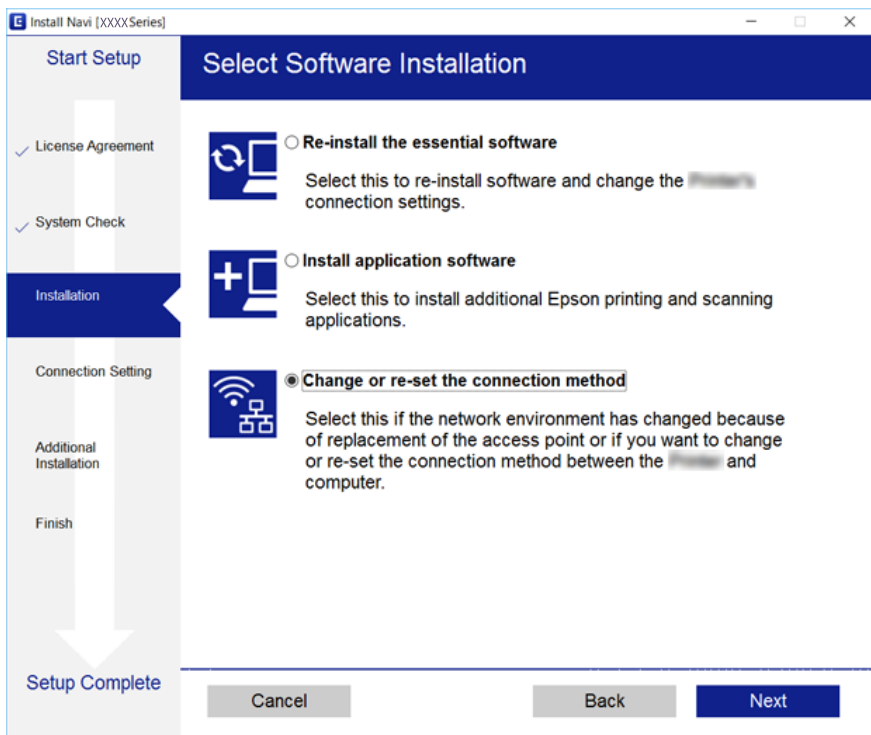 Install Navi [XXXX Series]
Start Setup
License Agreement
System Check
Installation
Connection Setting
Additional
Installation
Finish
Setup Complete
Select Software Installation
Re-install the essential software
Select this to re-install software and change the
connection settings.
Install application software
Select this to install additional Epson printing and scanning
applications.
Change or re-set the connection method
Select this if the network environment has changed because
of replacement of the access point or if you want to change
or re-set the connection method between the and
computer.
Cancel
Back
Next